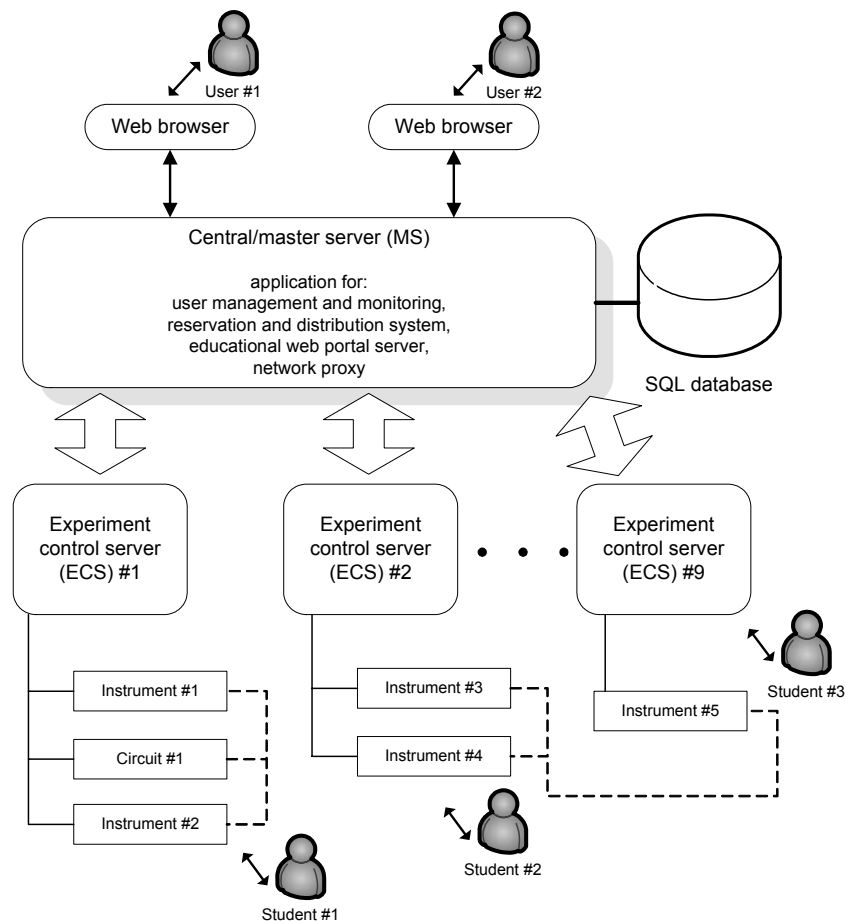 User #1
User #2
Web browser
Web browser
Central/master server (MS)
application for:
user management and monitoring,
reservation and distribution system,
educational web portal server,
network proxy
SQL database
Experiment
control server
(ECS) #1
Experiment
control server
(ECS) #2
Experiment
control server
(ECS) #9
Instrument #1
Circuit #1
Instrument #2
Instrument #3
Instrument #4
Instrument #5
Student #3
Student #2
Student #1